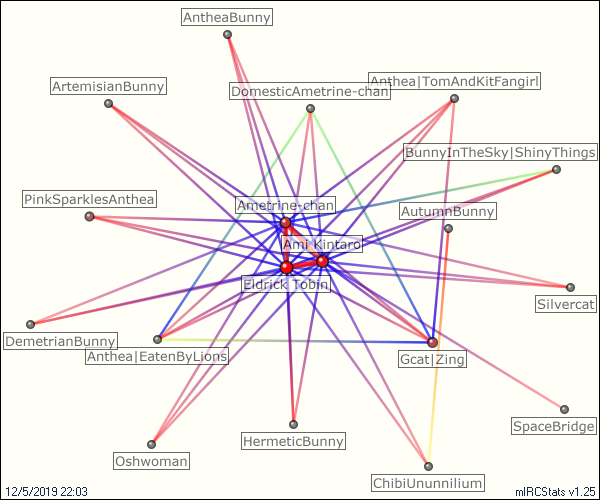 AntheaBunny
ArtemisianBunny
DomesticAmetrine-chan
Anthea|TomAndKitFangirl
BunnyInTheSky|ShinyThings
PinkSparklesAnthea
Ametrine-chan
AutumnBunny
Ami Kintaro
Eldrick Tobin
Silvercat
DemetrianBunny
Anthea|EatenByLions
Gcat|Zing
SpaceBridge
HermeticBunny
Oshwoman
ChibiUnunnilium
12/5/2019 22:03
mIRCStats v1.25